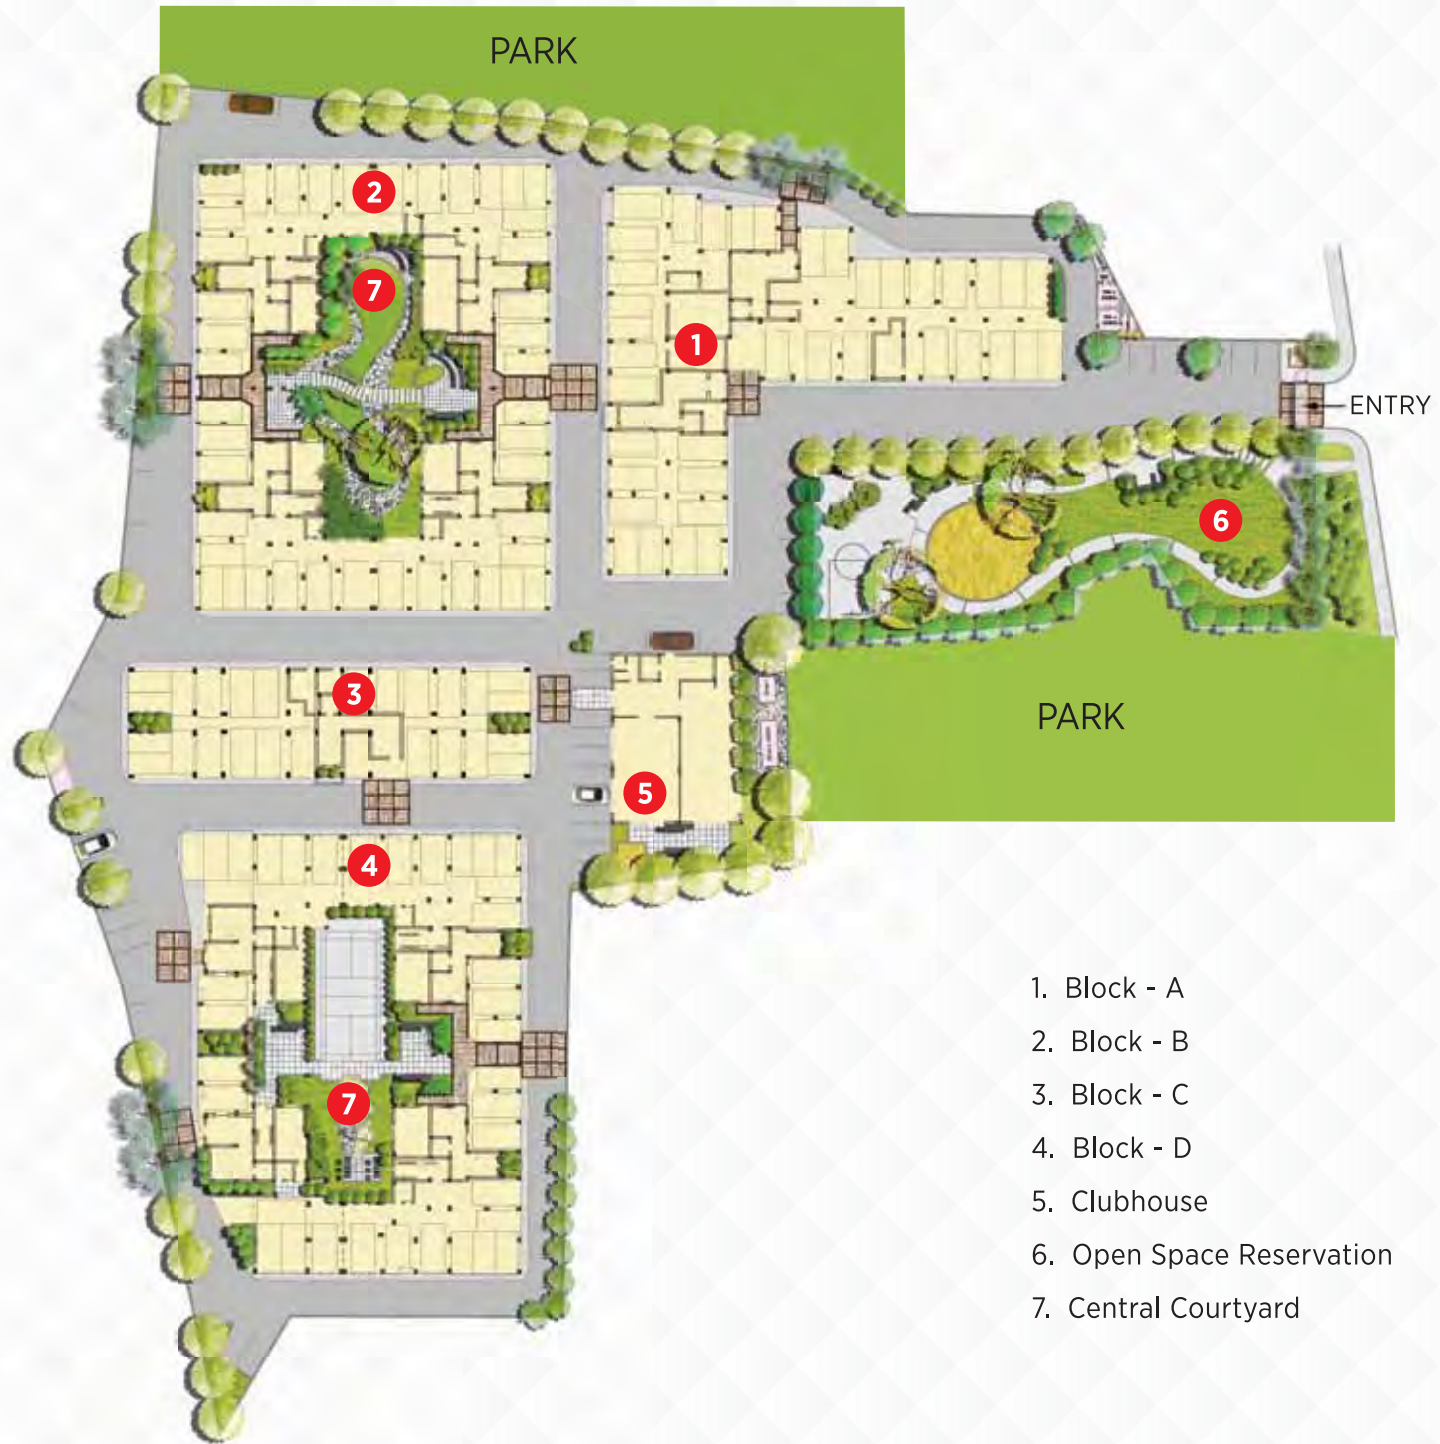 PARK
2
7
1
ENTRY
6
3
PARK
5
4
7
1. Block - A
2. Block - B
3. Block - C
4. Block - D
5. Clubhouse
6. Open Space Reservation
7. Central Courtyard